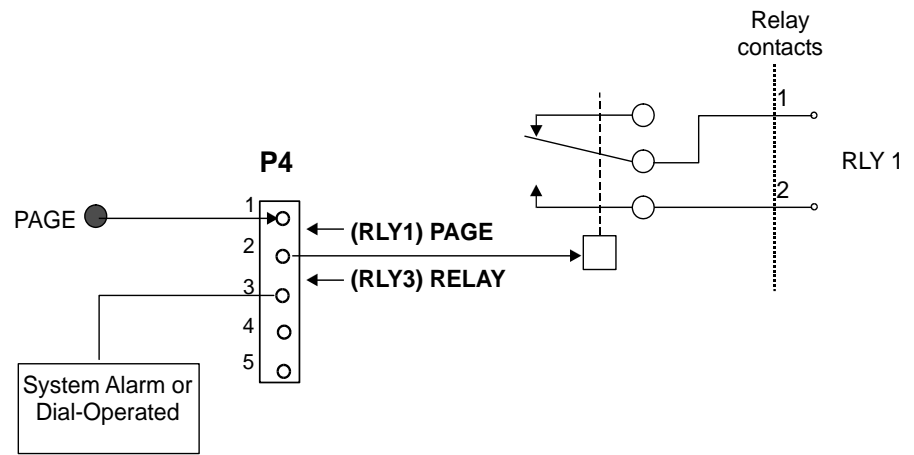 Relay
contacts
1
RLY 1
2
P4
PAGE
1
(RLY1) PAGE
2
(RLY3) RELAY
3
4
5
System Alarm or
Dial-Operated